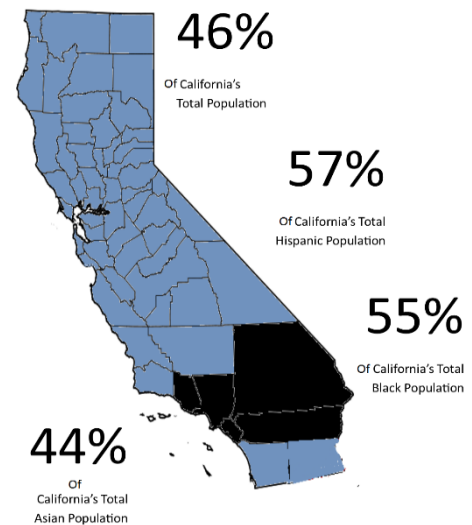 46%
Of California's
Total Population
57%
Of California's Total
Hispanic Population
55%
Of California's Total
Black Population
44%
Of
California's Total
Asian Population